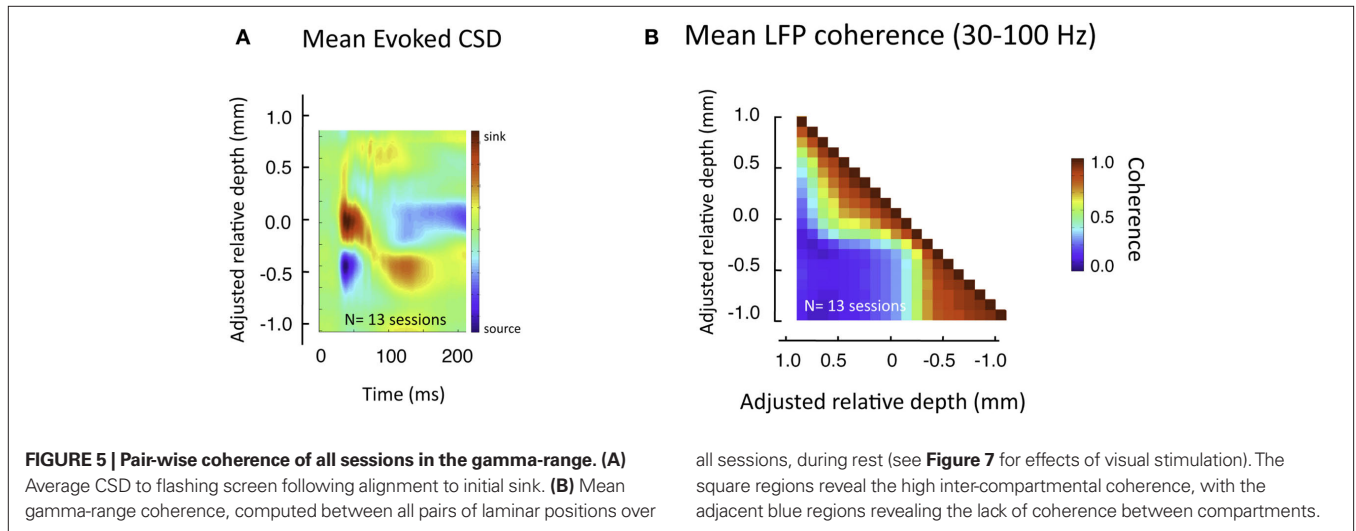 A Mean Evoked CSD
Adjusted relative depth (mm)
1.0
0.5
0.0
-0.5
-1.0
sink
source
N= 13 sessions
0 100 200
Time (ms)
B Mean LFP coherence (30-100 Hz)
Adjusted relative depth (mm)
1.0
0.5
0.0
-0.5
-1.0
N= 13 sessions
1.0 0.5 0 -0.5 -1.0
Adjusted relative depth (mm)
1.0
0.5
0.0
Coherence
FIGURE 5 | Pair-wise coherence of all sessions in the gamma-range. (A)
Average CSD to flashing screen following alignment to initial sink. (B) Mean
gamma-range coherence, computed between all pairs of laminar positions over
all sessions, during rest (see Figure 7 for effects of visual stimulation). The
square regions reveal the high inter-compartmental coherence, with the
adjacent blue regions revealing the lack of coherence between compartments.